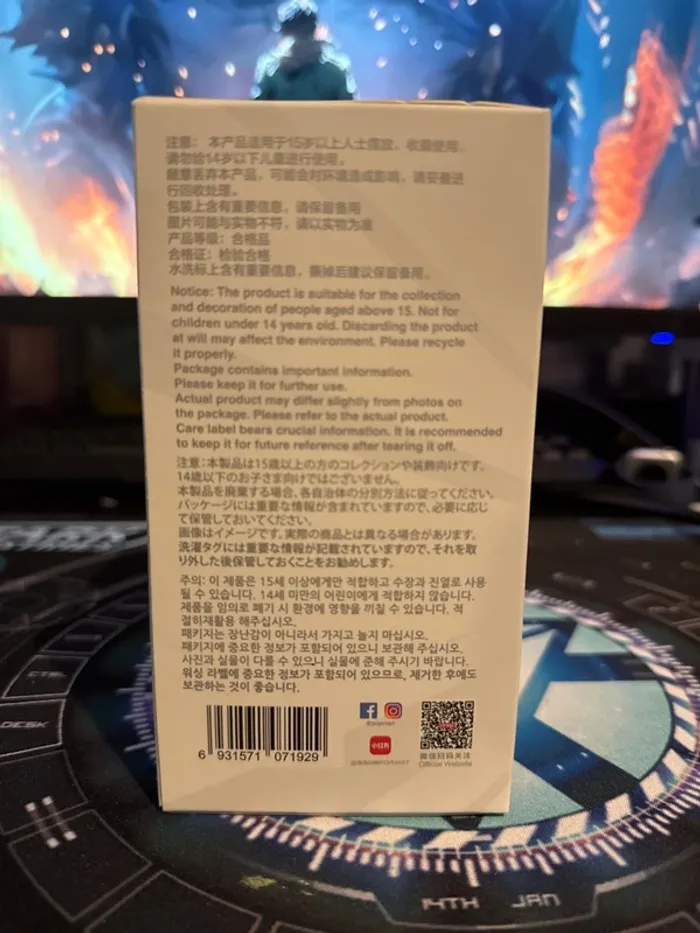 注意： 本产品适用于15岁以上人士摆放，收藏使用。
请勿给14岁以下儿童进行使用。
随意丢弃本产品，可能会对环境造成影响，请妥善进
行回收处理。
包装上含有重要信息，请保留备用
图片可能与实物不符，请以实物为准
产品等级：合格品
合格证：检验合格
水洗标上含有重要信息，撕掉后建议保留备用。
Notice: The product is suitable for the collection
and decoration of people aged above 15. Not for
children under 14 years old. Discarding the product
at will may affect the environment. Please recycle
it properly.
Package contains important information.
Please keep it for further use.
Actual product may differ slightly from photos on
the package. Please refer to the actual product.
Care label bears crucial information. It is recommended
to keep it for future reference after tearing it off.
注意：本製品は15歳以上の方のコレクションや装飾向けです。
14歳以下のお子さま向けではございません。
本製品を廃棄する場合、各自治体の分別方法に従ってください。
パッケージには重要な情報が含まれていますので、必要に応じ
て保管しておいてください。
画像はイメージです。実際の商品とは異なる場合があります。
洗濯タグには重要な情報が記載されていますので、それを取
り外した後保管しておくことをお勧めします。
주의: 이 제품은 15세 이상에게만 적합하고 수장과 진열로 사용
될 수 있습니다. 14세 미만의 어린이에게 적합하지 않습니다.
제품을 임의로 폐기 시 환경에 영향을 끼칠 수 있습니다. 적
절히재활용 해주십시오.
패키지는 장난감이 아니라서 가지고 놀지 마십시오.
패키지에 중요한 정보가 포함되어 있으니 보관해 주십시오.
사진과 실물이 다를 수 있으니 실물에 준해 주시기 바랍니다.
워싱 라벨에 중요한 정보가 포함되어 있으므로, 제거한 후에도
보관하는 것이 좋습니다.
6 931571 071929
@popmart
小红书
微信扫码关注
Official Website
DESK
14TH JAN